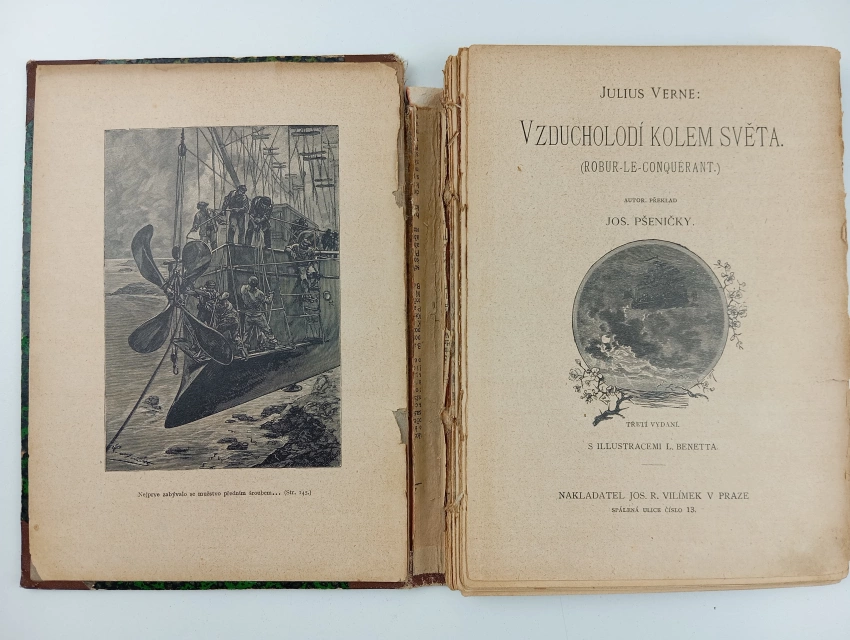 Nejprve zabývalo se mužstvo předním šroubem... (Str. 142.)
Julius Verne:
Vzducholodí kolem světa.
(ROBUR-LE-CONQUÉRANT.)
AUTOR. PŘEKLAD
JOS. PŠENIČKY.
TŘETÍ VYDÁNÍ.
S ILLUSTRACEMI L. BENETTA.
NAKLADATEL JOS. R. VILÍMEK V PRAZE
SPÁLENÁ ULICE ČÍSLO 13.